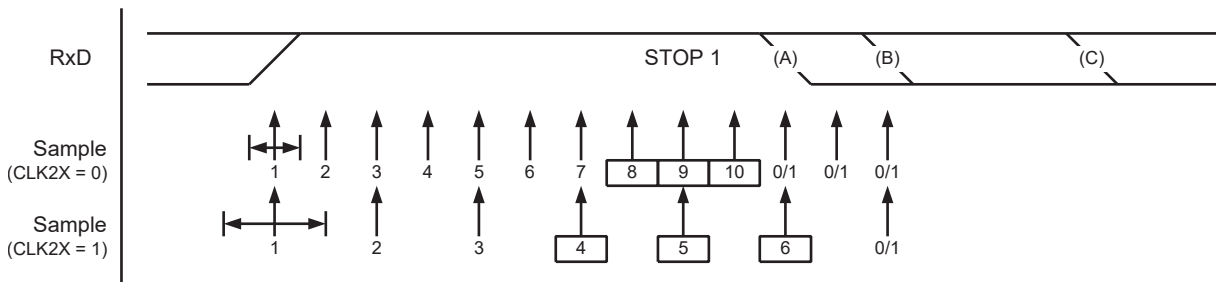 RxD
STOP 1
(A)
(B)
(C)
Sample
(CLK2X = 0)
1 2 3 4 5 6 7 8 9 10 0/1 0/1 0/1
Sample
(CLK2X = 1)
1 2 3 4 5 6 0/1